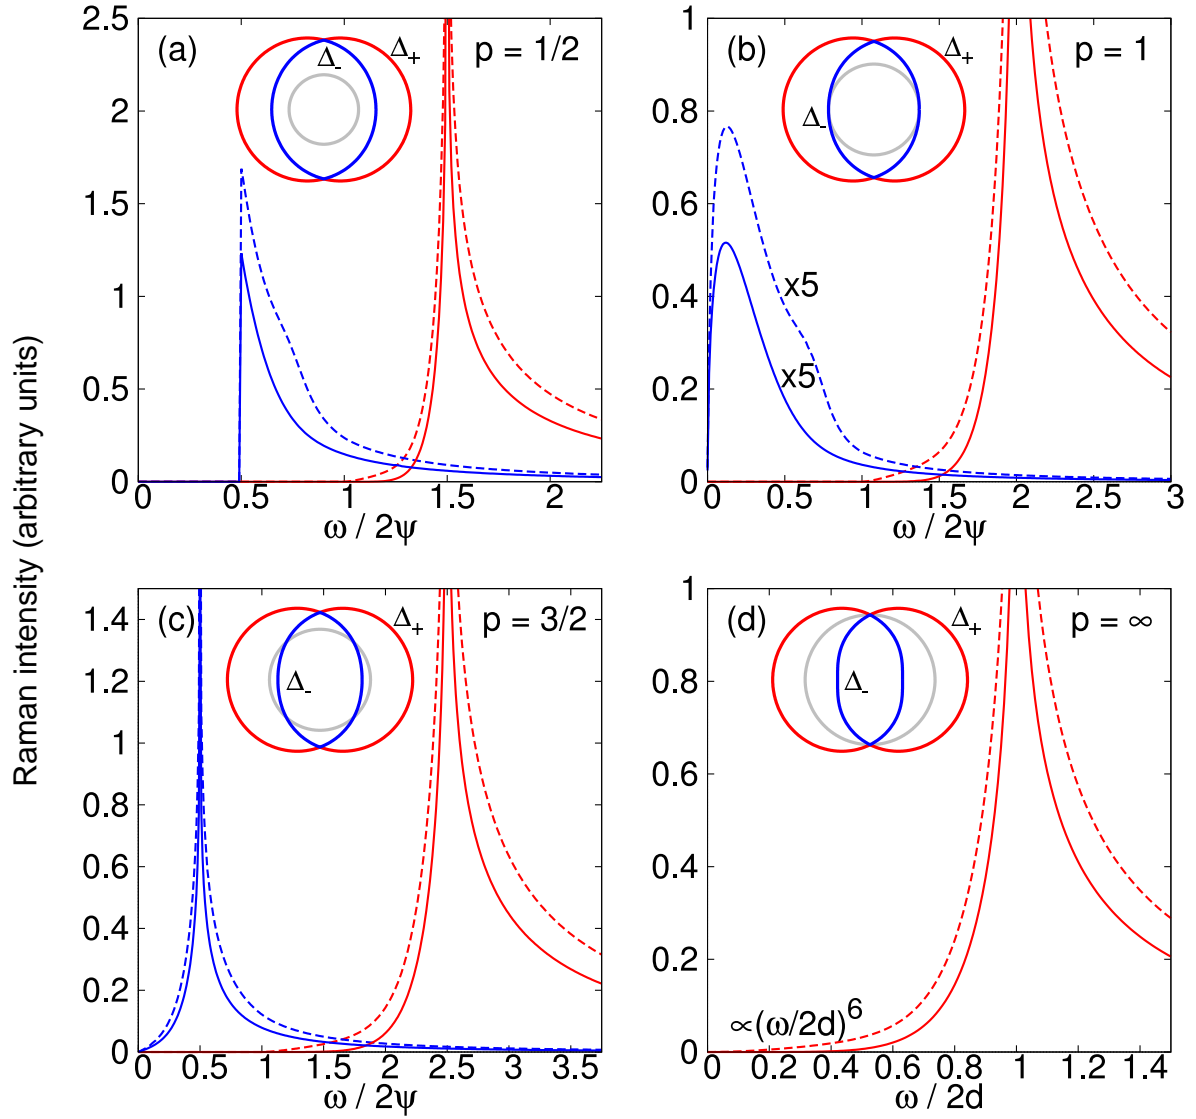 Raman intensity (arbitrary units)
(a) Δ₋ Δ₊ p = 1/2
2.5
2
1.5
1
0.5
0
0 0.5 1 1.5 2
ω / 2ψ
(b) Δ₋ Δ₊ p = 1
1
0.8
0.6
0.4
0.2
0
x5
x5
0 0.5 1 1.5 2 2.5 3
ω / 2ψ
(c) Δ₋ Δ₊ p = 3/2
1.4
1.2
1
0.8
0.6
0.4
0.2
0
0 0.5 1 1.5 2 2.5 3 3.5
ω / 2ψ
(d) Δ₋ Δ₊ p = ∞
1
0.8
0.6
0.4
0.2
0
∝(ω/2d)⁶
0 0.2 0.4 0.6 0.8 1 1.2 1.4
ω / 2d